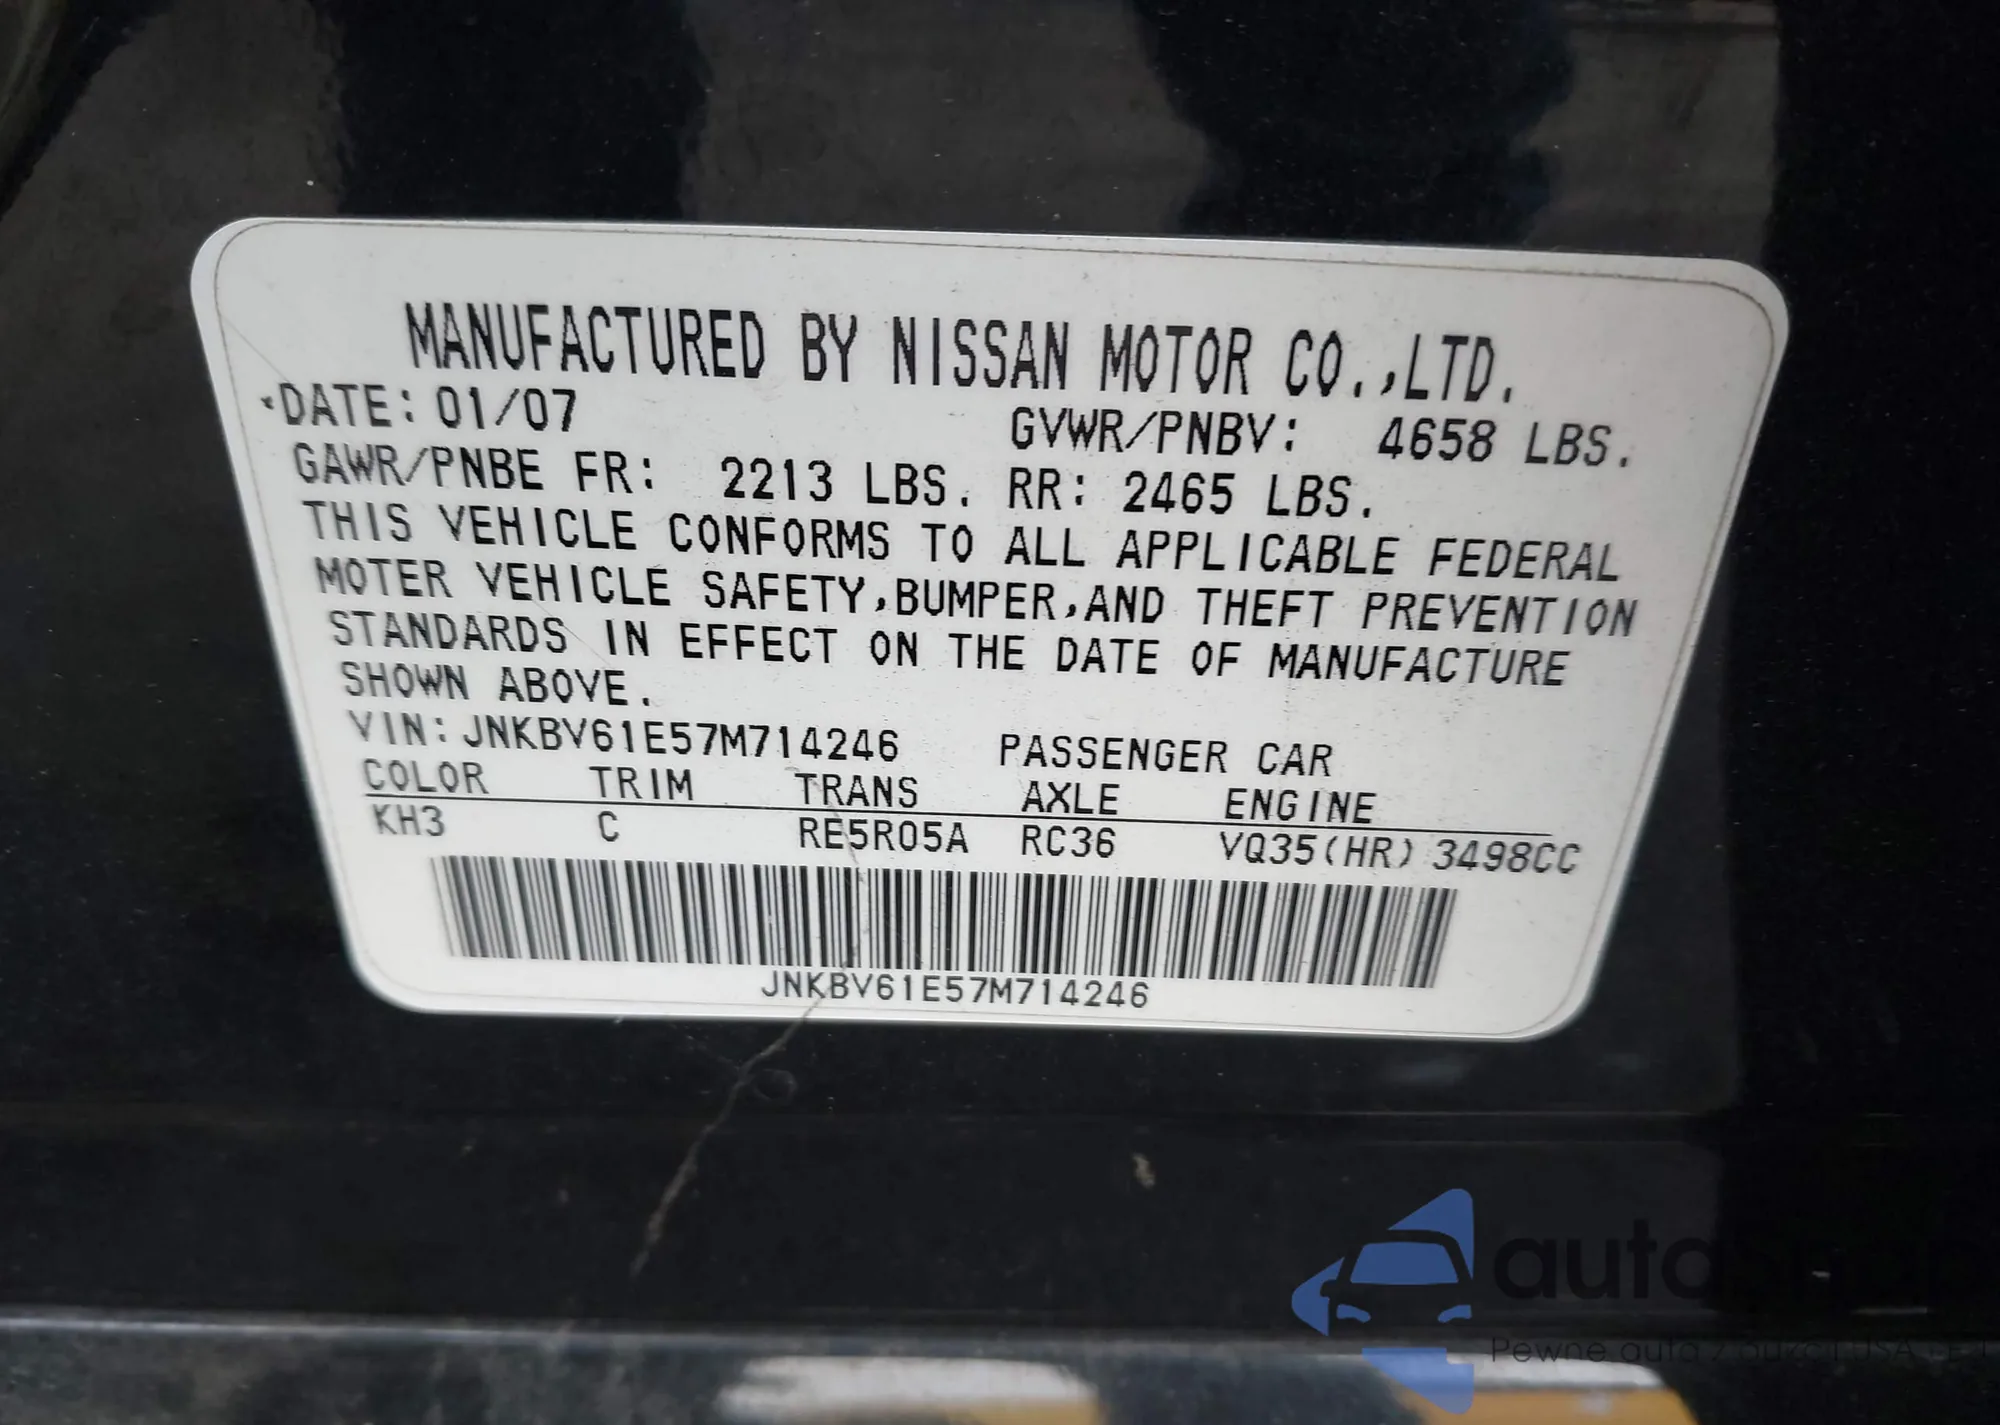 MANUFACTURED BY NISSAN MOTOR CO.,LTD.
DATE: 01/07 GVWR/PNBV: 4658 LBS.
GAWR/PNBE FR: 2213 LBS. RR: 2465 LBS.
THIS VEHICLE CONFORMS TO ALL APPLICABLE FEDERAL
MOTER VEHICLE SAFETY,BUMPER,AND THEFT PREVENTION
STANDARDS IN EFFECT ON THE DATE OF MANUFACTURE
SHOWN ABOVE.
VIN: JNKBV61E57M714246 PASSENGER CAR
COLOR TRIM TRANS AXLE ENGINE
KH3 C RE5R05A RC36 VQ35(HR) 3498CC
JNKBV61E57M714246
Pewne auta z USA